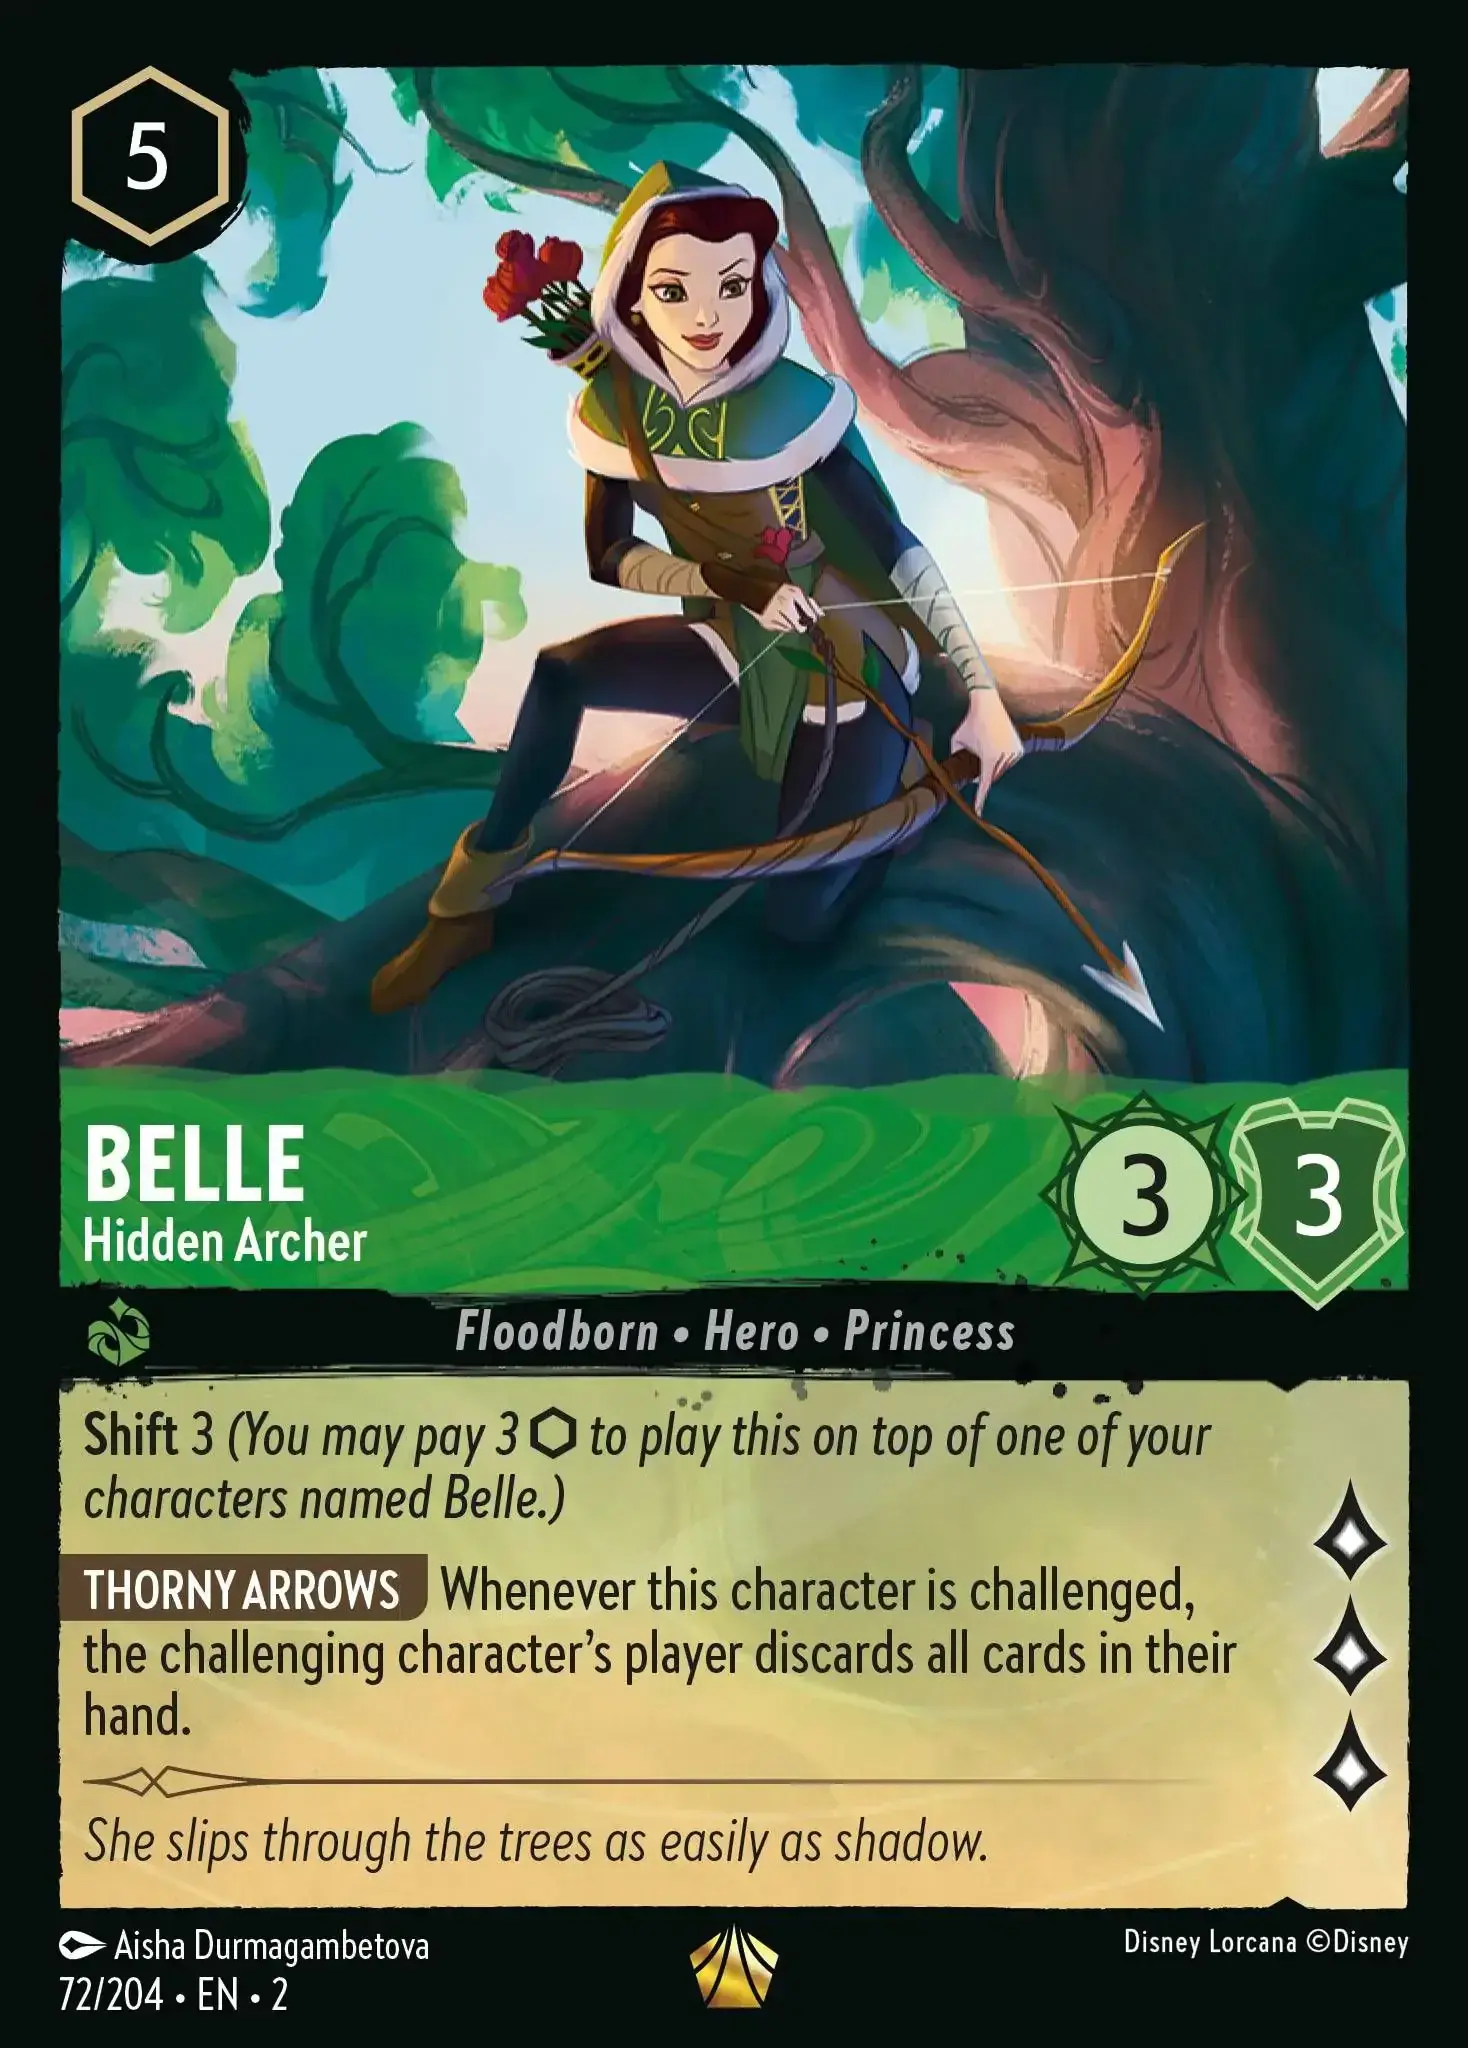 5
BELLE
Hidden Archer
3
3
Floodborn • Hero • Princess
Shift 3 (You may pay 3 ⬡ to play this on top of one of your
characters named Belle.)
THORNY ARROWS Whenever this character is challenged,
the challenging character’s player discards all cards in their
hand.
She slips through the trees as easily as shadow.
Aisha Durmagambetova
Disney Lorcana ©Disney
72/204 • EN • 2